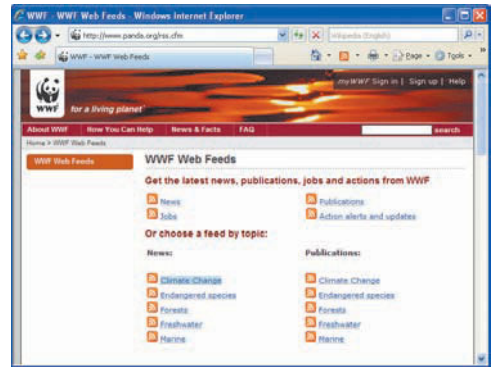 WWF - WWF Web Feeds - Windows Internet Explorer
http://www.panda.org/rss.cfm
Wikipedia (English)
WWF - WWF Web Feeds
Page
Tools
WWF
for a living planet
myWWF Sign in | Sign up | Help
About WWF How You Can Help News & Facts FAQ search
Home > WWF Web Feeds
WWF Web Feeds
WWF Web Feeds
Get the latest news, publications, jobs and actions from WWF
News Publications
Jobs Action alerts and updates
Or choose a feed by topic:
News: Publications:
Climate Change Climate Change
Endangered species Endangered species
Forests Forests
Freshwater Freshwater
Marine Marine